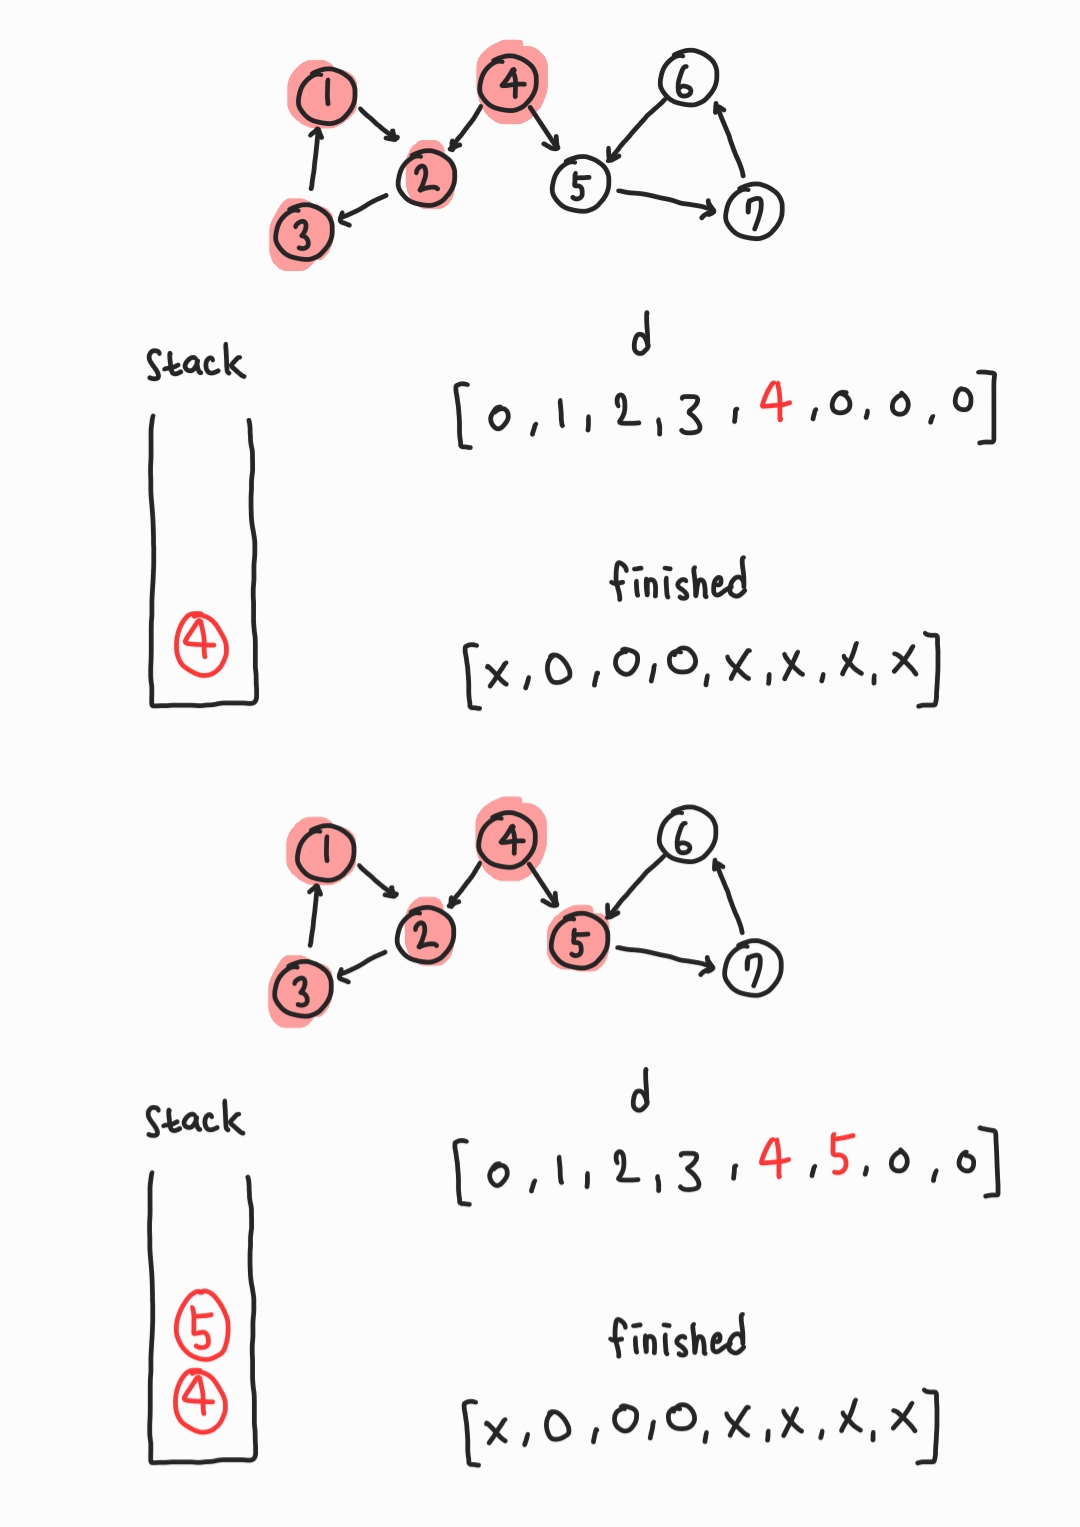 1 4 6
2 5 7
3
d
Stack
[0, 1, 2, 3, 4, 0, 0, 0]
finished
4
[x, 0, 0, 0, x, x, x, x]
1 4 6
2 5 7
3
d
Stack
[0, 1, 2, 3, 4, 5, 0, 0]
5
finished
4
[x, 0, 0, 0, x, x, x, x]